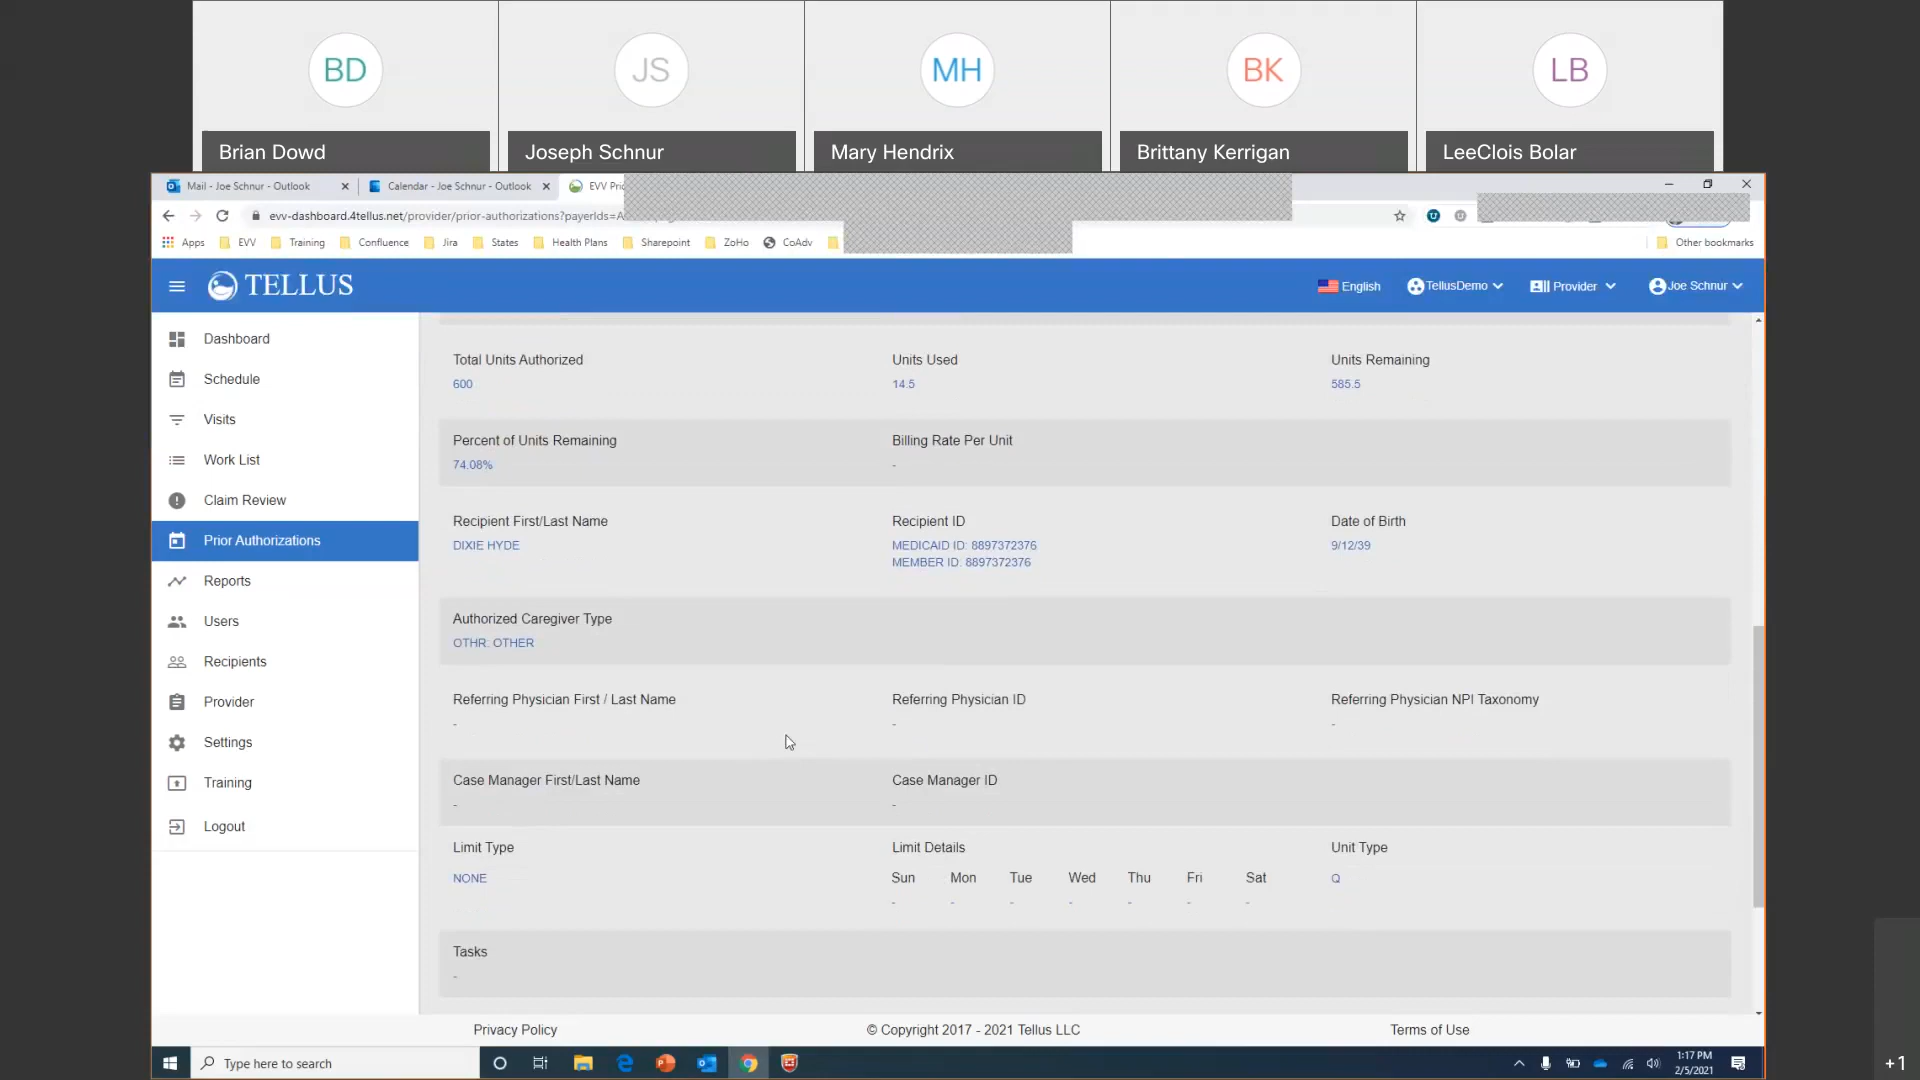 BD
JS
MH
BK
LB
Brian Dowd
Joseph Schnur
Mary Hendrix
Brittany Kerrigan
LeeClois Bolar
Mail - Joe Schnur - Outlook
Calendar - Joe Schnur - Outlook
EVV Pri
evv-dashboard.4tellus.net/provider/prior-authorizations?payerIds=A
Apps
EVV
Training
Confluence
Jira
States
Health Plans
Sharepoint
ZoHo
CoAdv
Other bookmarks
TELLUS
English
TellusDemo
Provider
Joe Schnur
Dashboard
Schedule
Visits
Work List
Claim Review
Prior Authorizations
Reports
Users
Recipients
Provider
Settings
Training
Logout
Total Units Authorized
600
Units Used
14.5
Units Remaining
585.5
Percent of Units Remaining
74.08%
Billing Rate Per Unit
-
Recipient First/Last Name
DIXIE HYDE
Recipient ID
MEDICAID ID: 8897372376
MEMBER ID: 8897372376
Date of Birth
9/12/39
Authorized Caregiver Type
OTHR: OTHER
Referring Physician First / Last Name
-
Referring Physician ID
-
Referring Physician NPI Taxonomy
-
Case Manager First/Last Name
-
Case Manager ID
-
Limit Type
NONE
Limit Details
Sun Mon Tue Wed Thu Fri Sat
- - - - - - -
Unit Type
Q
Tasks
-
Privacy Policy
© Copyright 2017 - 2021 Tellus LLC
Terms of Use
Type here to search
1:17 PM
2/5/2021
+1